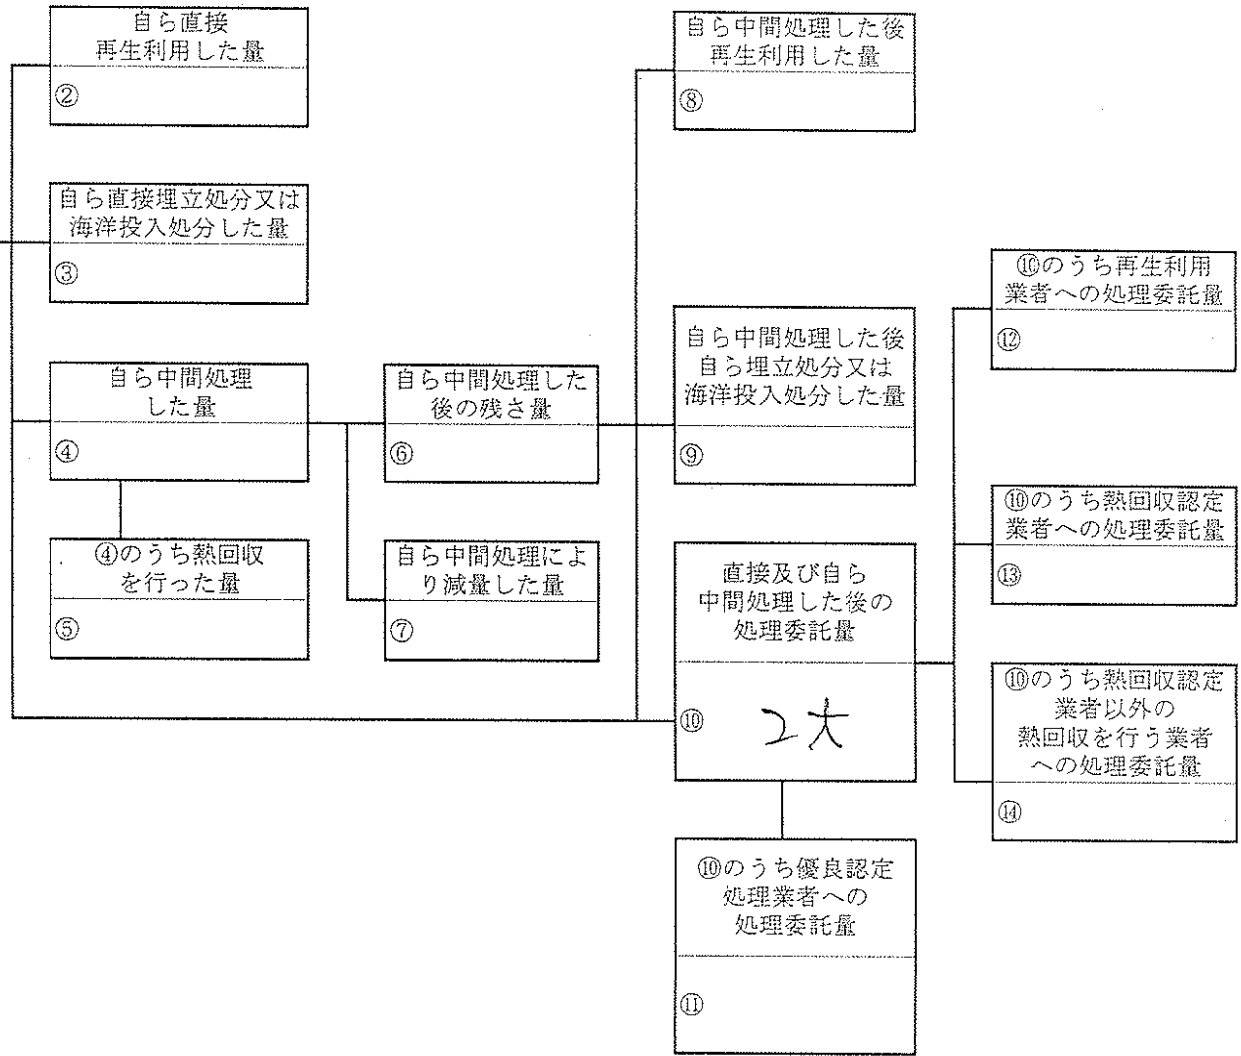 自ら直接
再生利用した量
②
自ら直接埋立処分又は
海洋投入処分した量
③
自ら中間処理
した量
④
④のうち熱回収
を行った量
⑤
自ら中間処理した
後の残さ量
⑥
自ら中間処理によ
り減量した量
⑦
自ら中間処理した後
再生利用した量
⑧
自ら中間処理した後
自ら埋立処分又は
海洋投入処分した量
⑨
直接及び自ら
中間処理した後の
処理委託量
⑩
⑩のうち優良認定
処理業者への
処理委託量
⑪
⑩のうち再生利用
業者への処理委託量
⑫
⑩のうち熱回収認定
業者への処理委託量
⑬
⑩のうち熱回収認定
業者以外の
熱回収を行う業者
への処理委託量
⑭